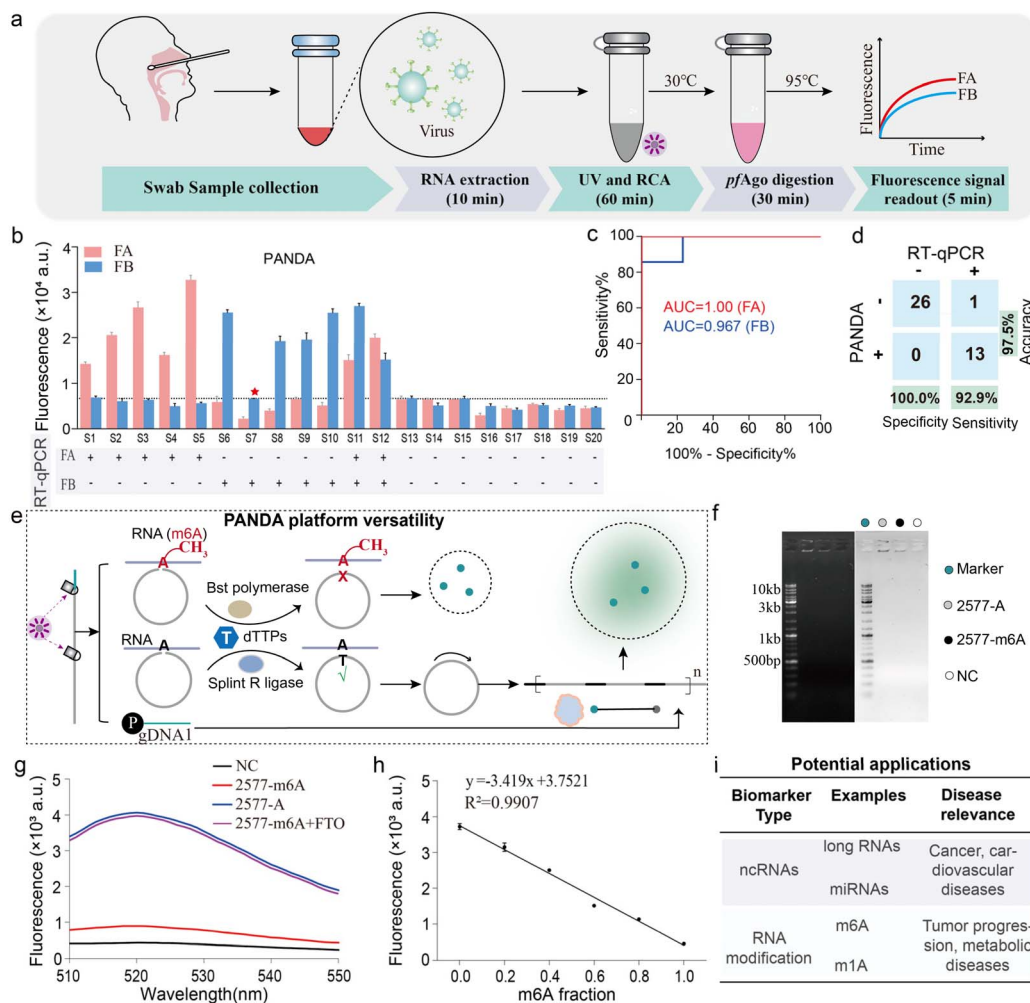 a
Virus
30℃
95℃
Fluorescence
FA
FB
Time
Swab Sample collection
RNA extraction
(10 min)
UV and RCA
(60 min)
pfAgo digestion
(30 min)
Fluorescence signal
readout (5 min)
b
FA
FB
PANDA
Fluorescence (×10⁴ a.u.)
4
3
2
1
0
S1 S2 S3 S4 S5 S6 S7 S8 S9 S10 S11 S12 S13 S14 S15 S16 S17 S18 S19 S20
RT-qPCR
FA + + + + + - - - - - + + - - - - - - - -
FB - - - - - + + + + + + + - - - - - - - -
c
Sensitivity%
100
80
60
40
20
0
20 40 60 80 100
AUC=1.00 (FA)
AUC=0.967 (FB)
100% - Specificity%
d
RT-qPCR
- +
PANDA
- 26 1
+ 0 13
97.5%
Accuracy
100.0% 92.9%
Specificity Sensitivity
e
PANDA platform versatility
RNA (m6A)
CH₃
A
Bst polymerase
CH₃
A
X
RNA A
T dTTPs
Splint R ligase
A
T
√
n
P
gDNA1
f
10kb
3kb
1kb
500bp
Marker
2577-A
2577-m6A
NC
g
Fluorescence (×10³ a.u.)
5
4
3
2
1
0
510 520 530 540 550
Wavelength(nm)
NC
2577-m6A
2577-A
2577-m6A+FTO
h
Fluorescence (×10³ a.u.)
5
4
3
2
1
0
0.0 0.2 0.4 0.6 0.8 1.0
m6A fraction
y=-3.419x+3.7521
R²=0.9907
i
Potential applications
Biomarker
Type
Examples
Disease
relevance
ncRNAs
long RNAs
miRNAs
Cancer, car-
diovascular
diseases
RNA
modification
m6A
m1A
Tumor progres-
sion, metabolic
diseases